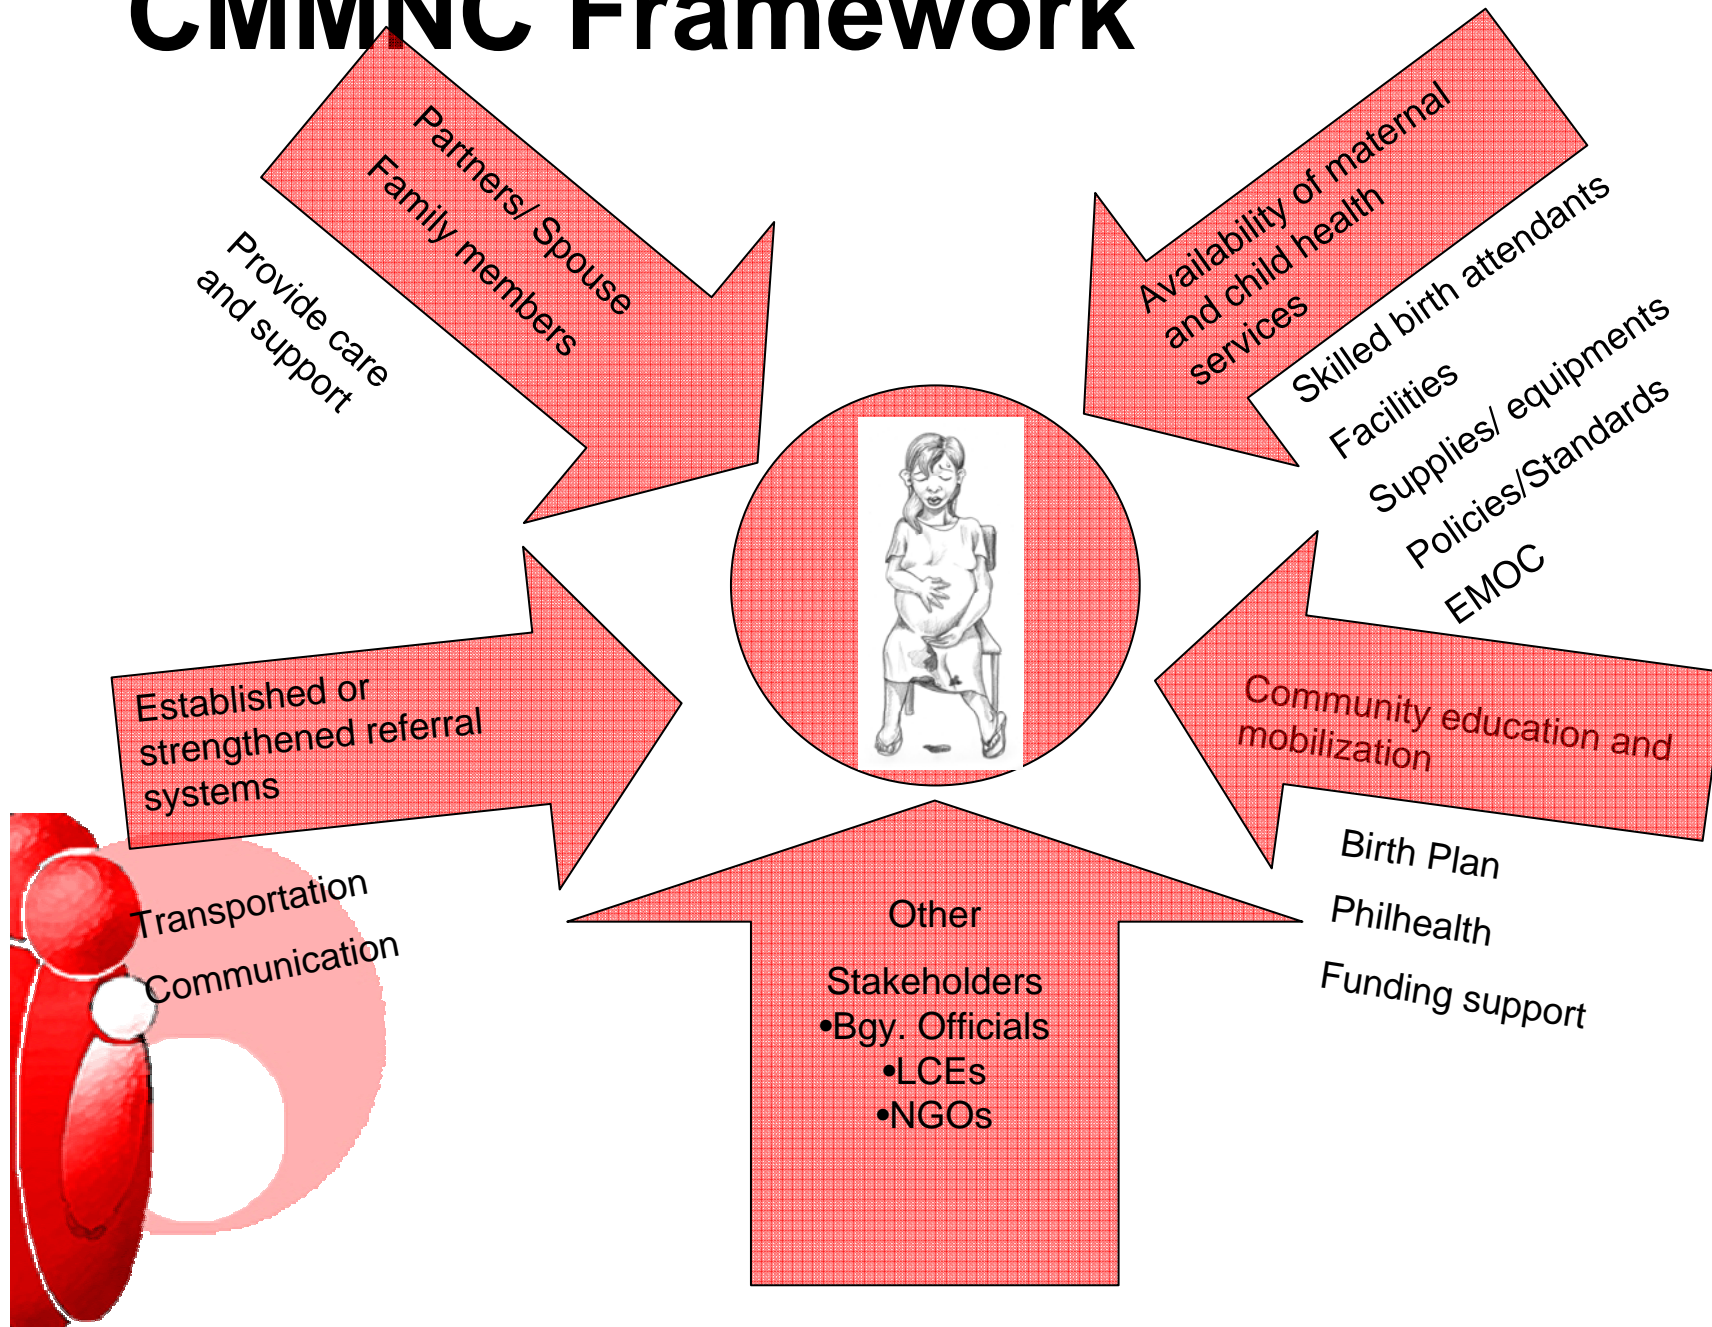 CMMNC Framework
Partners/ Spouse
Family members
Provide care
and support
Availability of maternal
and child health
services
Skilled birth attendants
Facilities
Supplies/ equipments
Policies/Standards
EMOC
Established or
strengthened referral
systems
Transportation
Communication
Community education and
mobilization
Birth Plan
Philhealth
Funding support
Other
Stakeholders
•Bgy. Officials
•LCEs
•NGOs